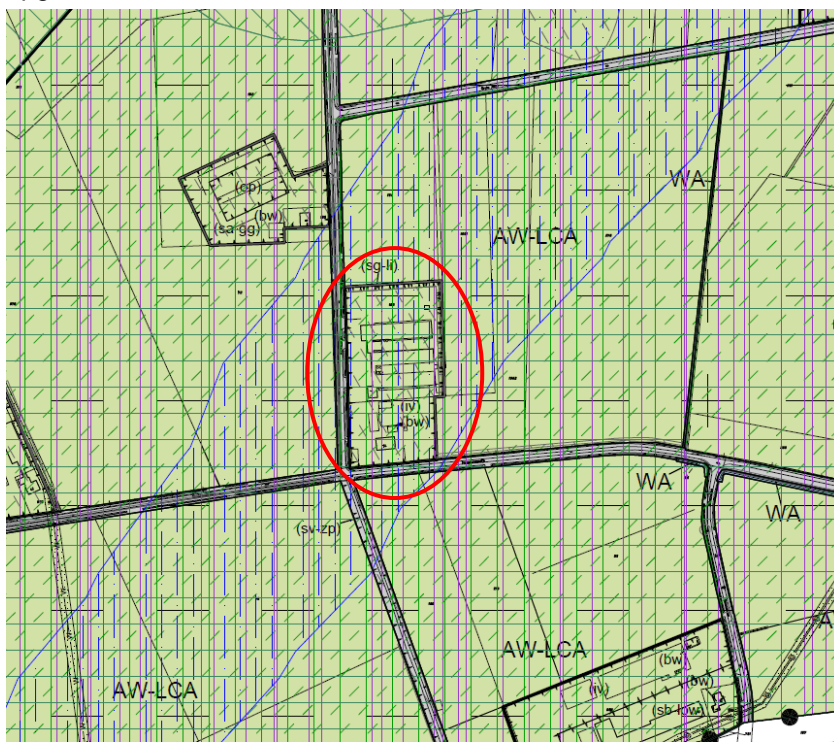 WA
(cp)
(bw)
(sa-gg)
AW-LCA
(sg-li)
(iv)
(bw)
WA
WA
(sv-zp)
AW-LCA
(bw)
AW-LCA
(iv)
(bw)
(sb-low)